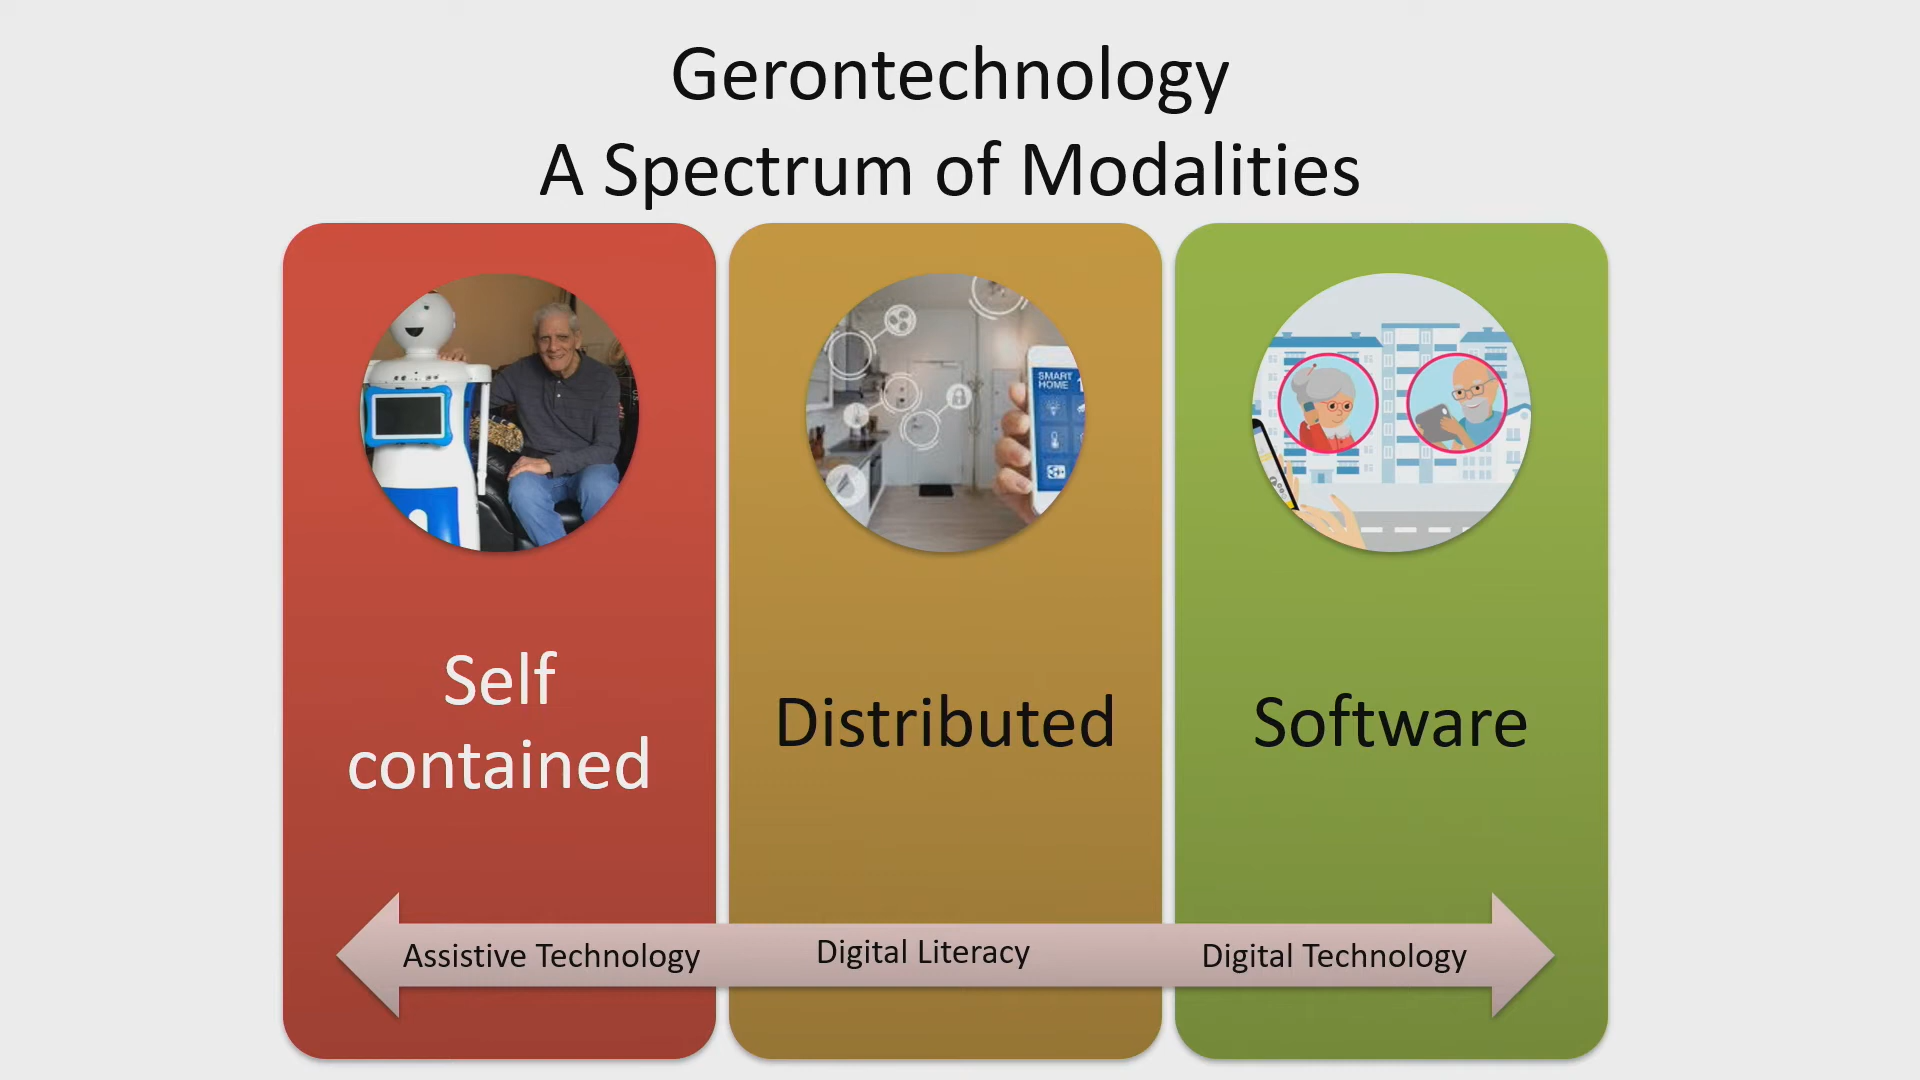 Gerontechnology
A Spectrum of Modalities
SMART
HOME
Self
contained
Distributed
Software
Assistive Technology
Digital Literacy
Digital Technology